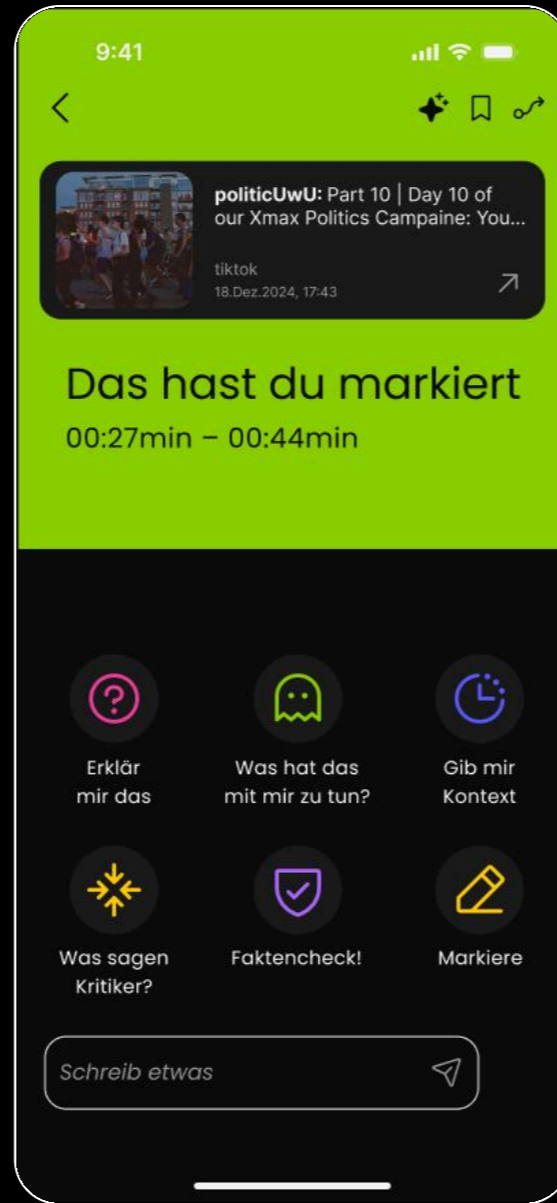 9:41
politicUwU: Part 10 | Day 10 of
our Xmax Politics Campaine: You...
tiktok
18.Dez.2024, 17:43
Das hast du markiert
00:27min – 00:44min
Erklär
mir das
Was hat das
mit mir zu tun?
Gib mir
Kontext
Was sagen
Kritiker?
Faktencheck!
Markiere
Schreib etwas